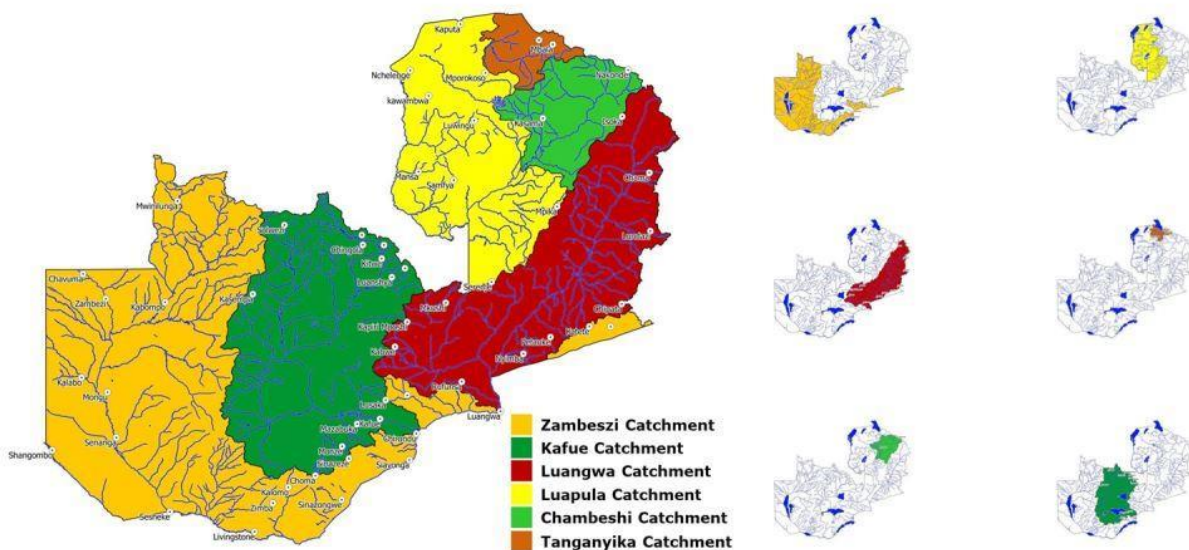 Kaputa
Mbala
Nchelenge
Mporokoso
Nakonde
kawambwa
Luwingu
Kasama
Isoka
Mansa
Samfya
Chama
Mwinilunga
Mpika
Solwezi
Lundazi
Chingola
Kitwe
Chavuma
Luanshya
Serenje
Zambezi
Kabompo
Kasempa
Mkushi
Chipata
Kapiri Mposhi
Katete
Petauke
Kabwe
Nyimba
Kalabo
Rufunsa
Mongu
Lusaka
Luangwa
Mazabuka
Kafue
Senanga
Chirundu
Shangombo
Monze
Sinazeze
Siavonga
Choma
Kalomo
Zimba
Sinazongwe
Sesheke
Livingstone
Zambeszi Catchment
Kafue Catchment
Luangwa Catchment
Luapula Catchment
Chambeshi Catchment
Tanganyika Catchment